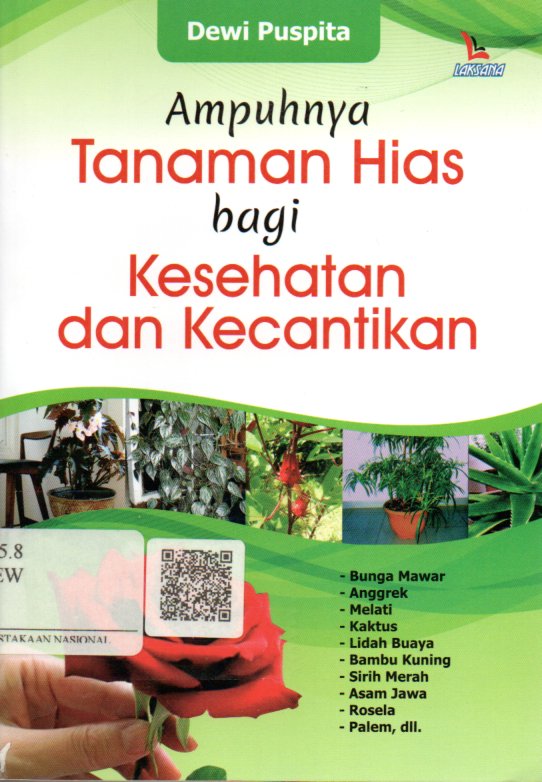 Dewi Puspita
LAKSANA
Ampuhnya
Tanaman Hias
bagi
Kesehatan
dan Kecantikan
5.8
EW
STAKAAN NASIONAL
- Bunga Mawar
- Anggrek
- Melati
- Kaktus
- Lidah Buaya
- Bambu Kuning
- Sirih Merah
- Asam Jawa
- Rosela
- Palem, dll.